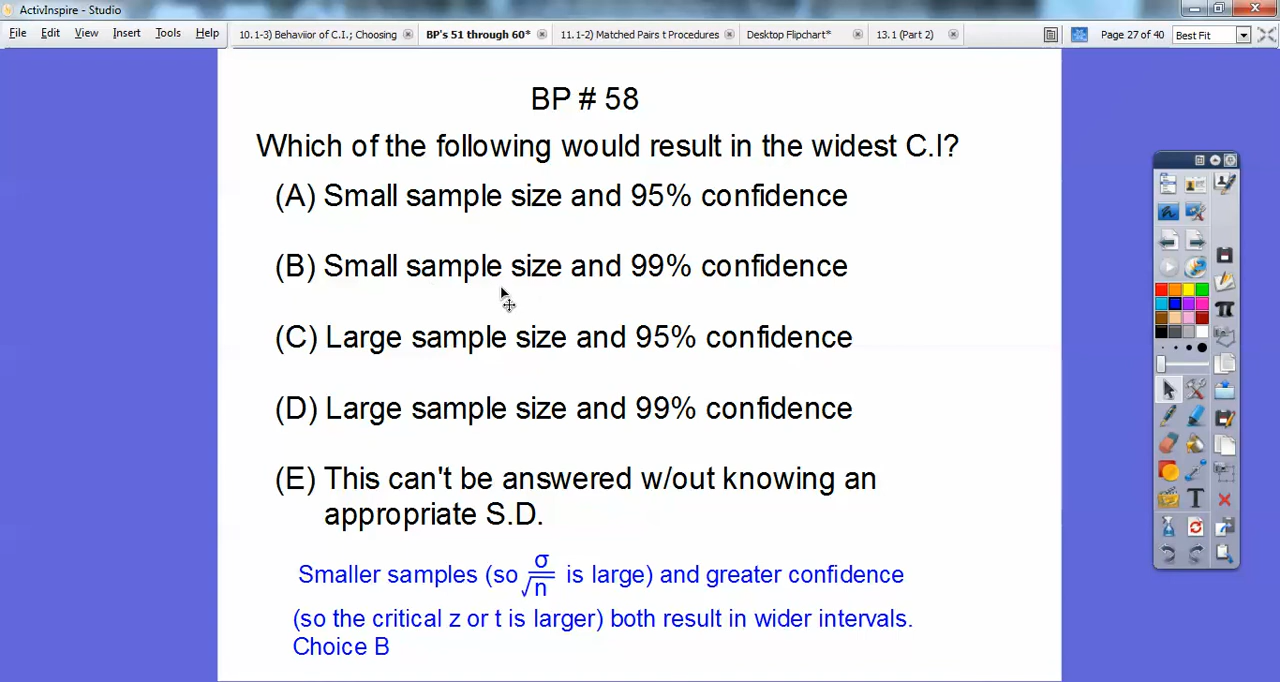 ActivInspire - Studio
File Edit View Insert Tools Help
10.1-3) Behaviior of C.I.; Choosing
BP's 51 through 60*
11.1-2) Matched Pairs t Procedures
Desktop Flipchart*
13.1 (Part 2)
Page 27 of 40
Best Fit
BP # 58
Which of the following would result in the widest C.I?
(A) Small sample size and 95% confidence
(B) Small sample size and 99% confidence
(C) Large sample size and 95% confidence
(D) Large sample size and 99% confidence
(E) This can't be answered w/out knowing an
appropriate S.D.
Smaller samples (so σ/√n is large) and greater confidence
(so the critical z or t is larger) both result in wider intervals.
Choice B